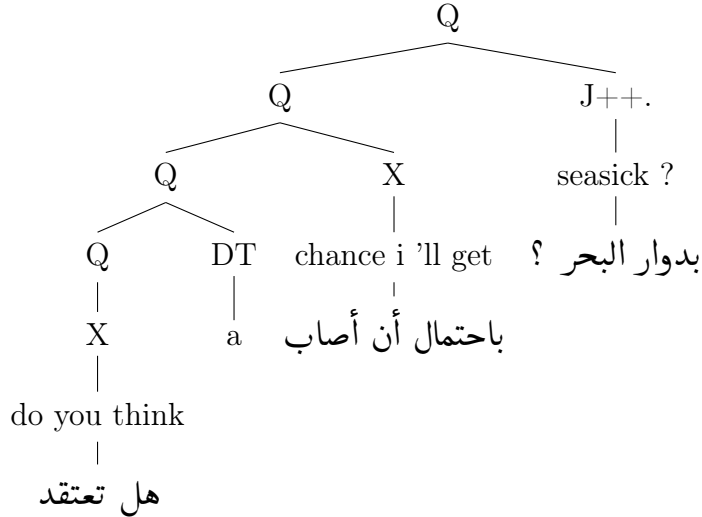 Q
Q J++.
Q X seasick ?
Q DT chance i 'll get بدوار البحر ؟
X a باحتمال أن أصاب
do you think
هل تعتقد